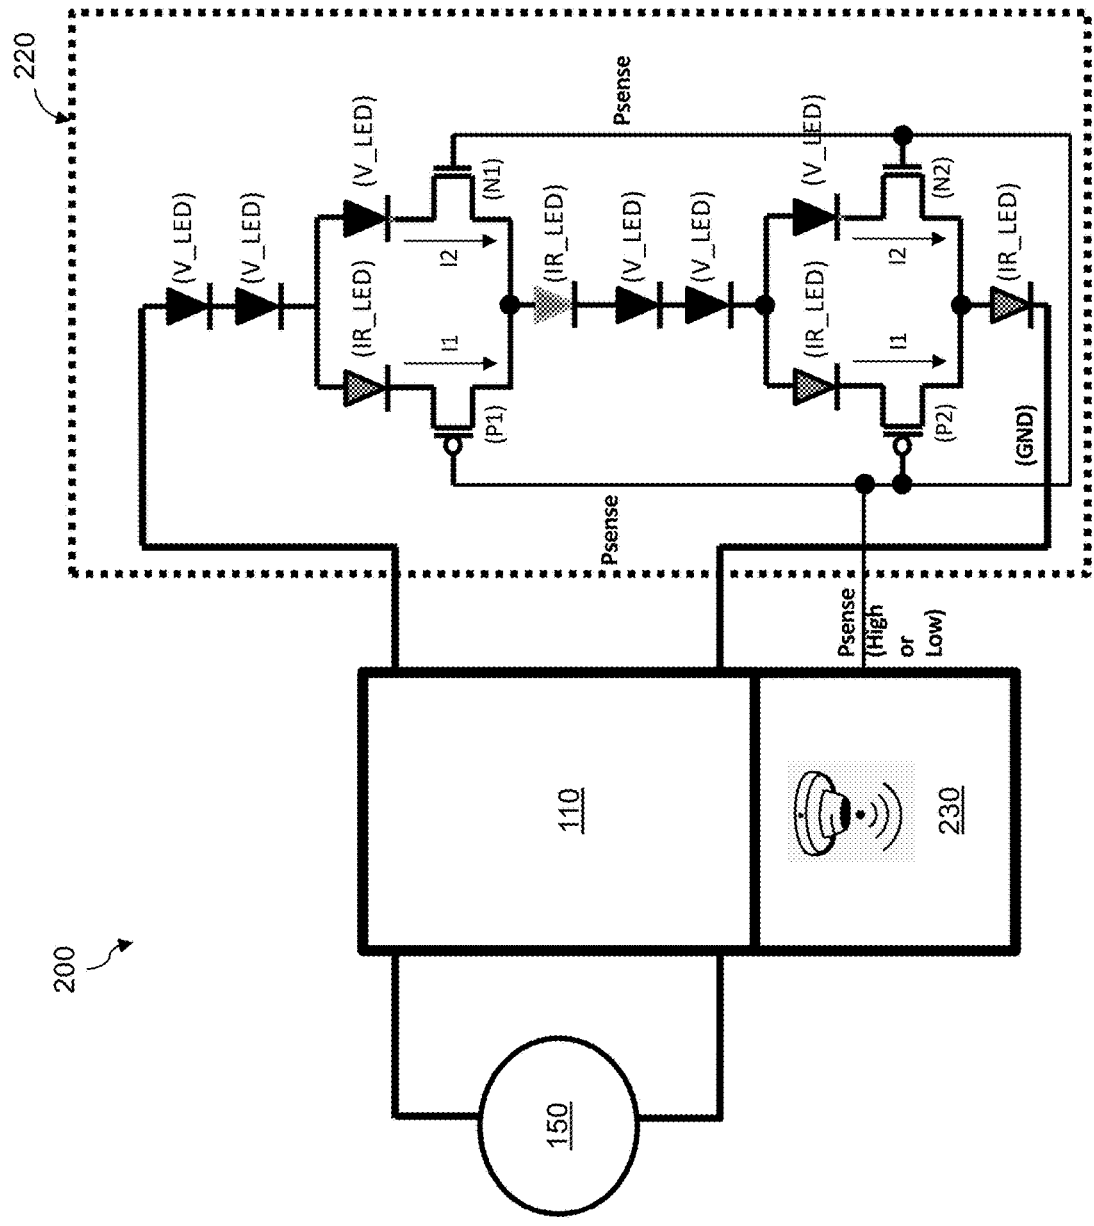 220
(V_LED)
(V_LED)
(V_LED)
(IR_LED)
(N1)
(P1)
I2
I1
Psense
(IR_LED)
(V_LED)
(V_LED)
(V_LED)
(IR_LED)
(N2)
(P2)
I2
I1
(IR_LED)
(GND)
Psense
Psense
(High
or
Low)
110
230
200
150